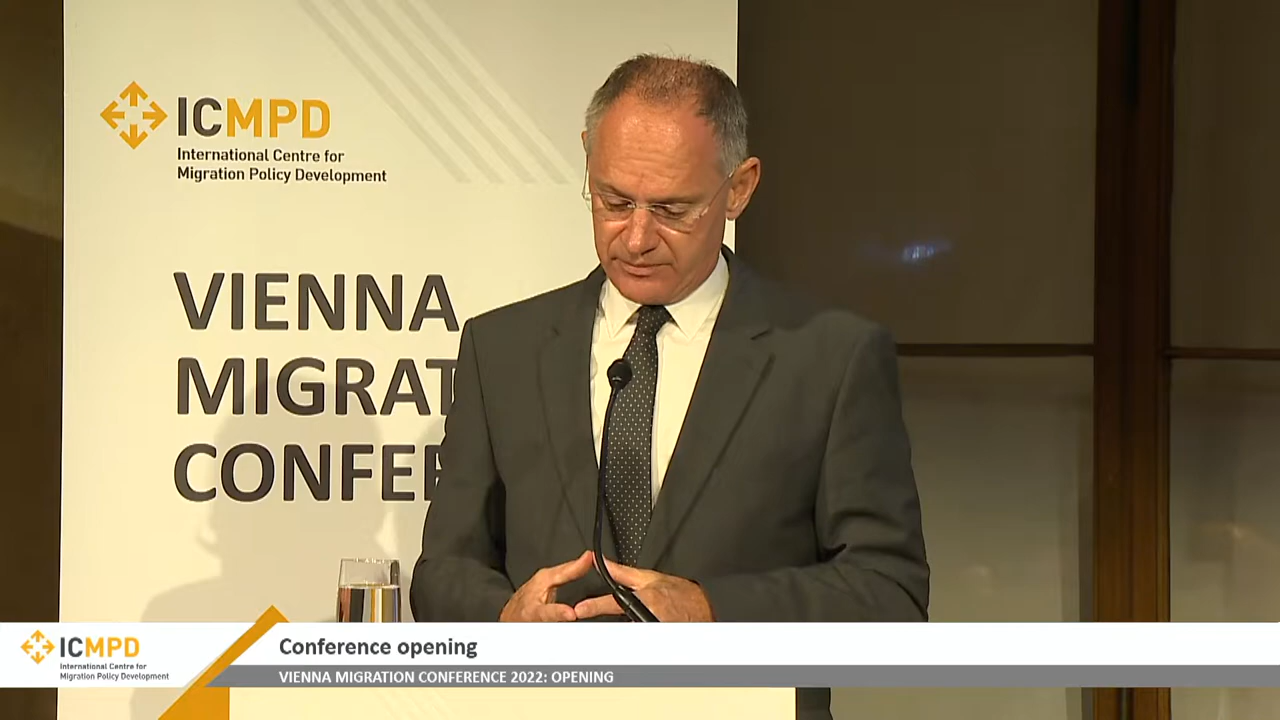 ICMPD
International Centre for
Migration Policy Development
VIENNA
MIGRAT
CONFER
ICMPD
International Centre for
Migration Policy Development
Conference opening
VIENNA MIGRATION CONFERENCE 2022: OPENING